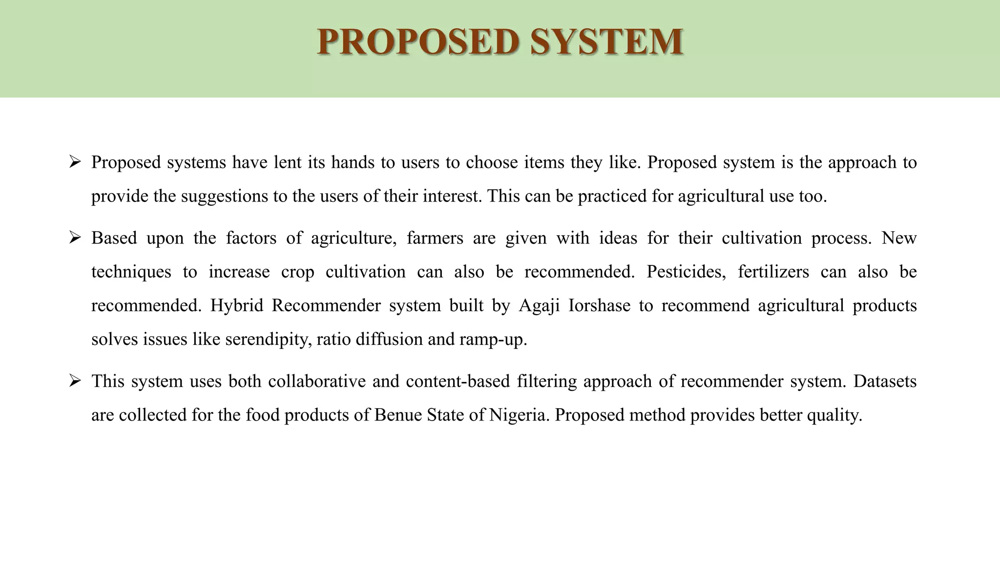 PROPOSED SYSTEM
➢ Proposed systems have lent its hands to users to choose items they like. Proposed system is the approach to
provide the suggestions to the users of their interest. This can be practiced for agricultural use too.
➢ Based upon the factors of agriculture, farmers are given with ideas for their cultivation process. New
techniques to increase crop cultivation can also be recommended. Pesticides, fertilizers can also be
recommended. Hybrid Recommender system built by Agaji Iorshase to recommend agricultural products
solves issues like serendipity, ratio diffusion and ramp-up.
➢ This system uses both collaborative and content-based filtering approach of recommender system. Datasets
are collected for the food products of Benue State of Nigeria. Proposed method provides better quality.